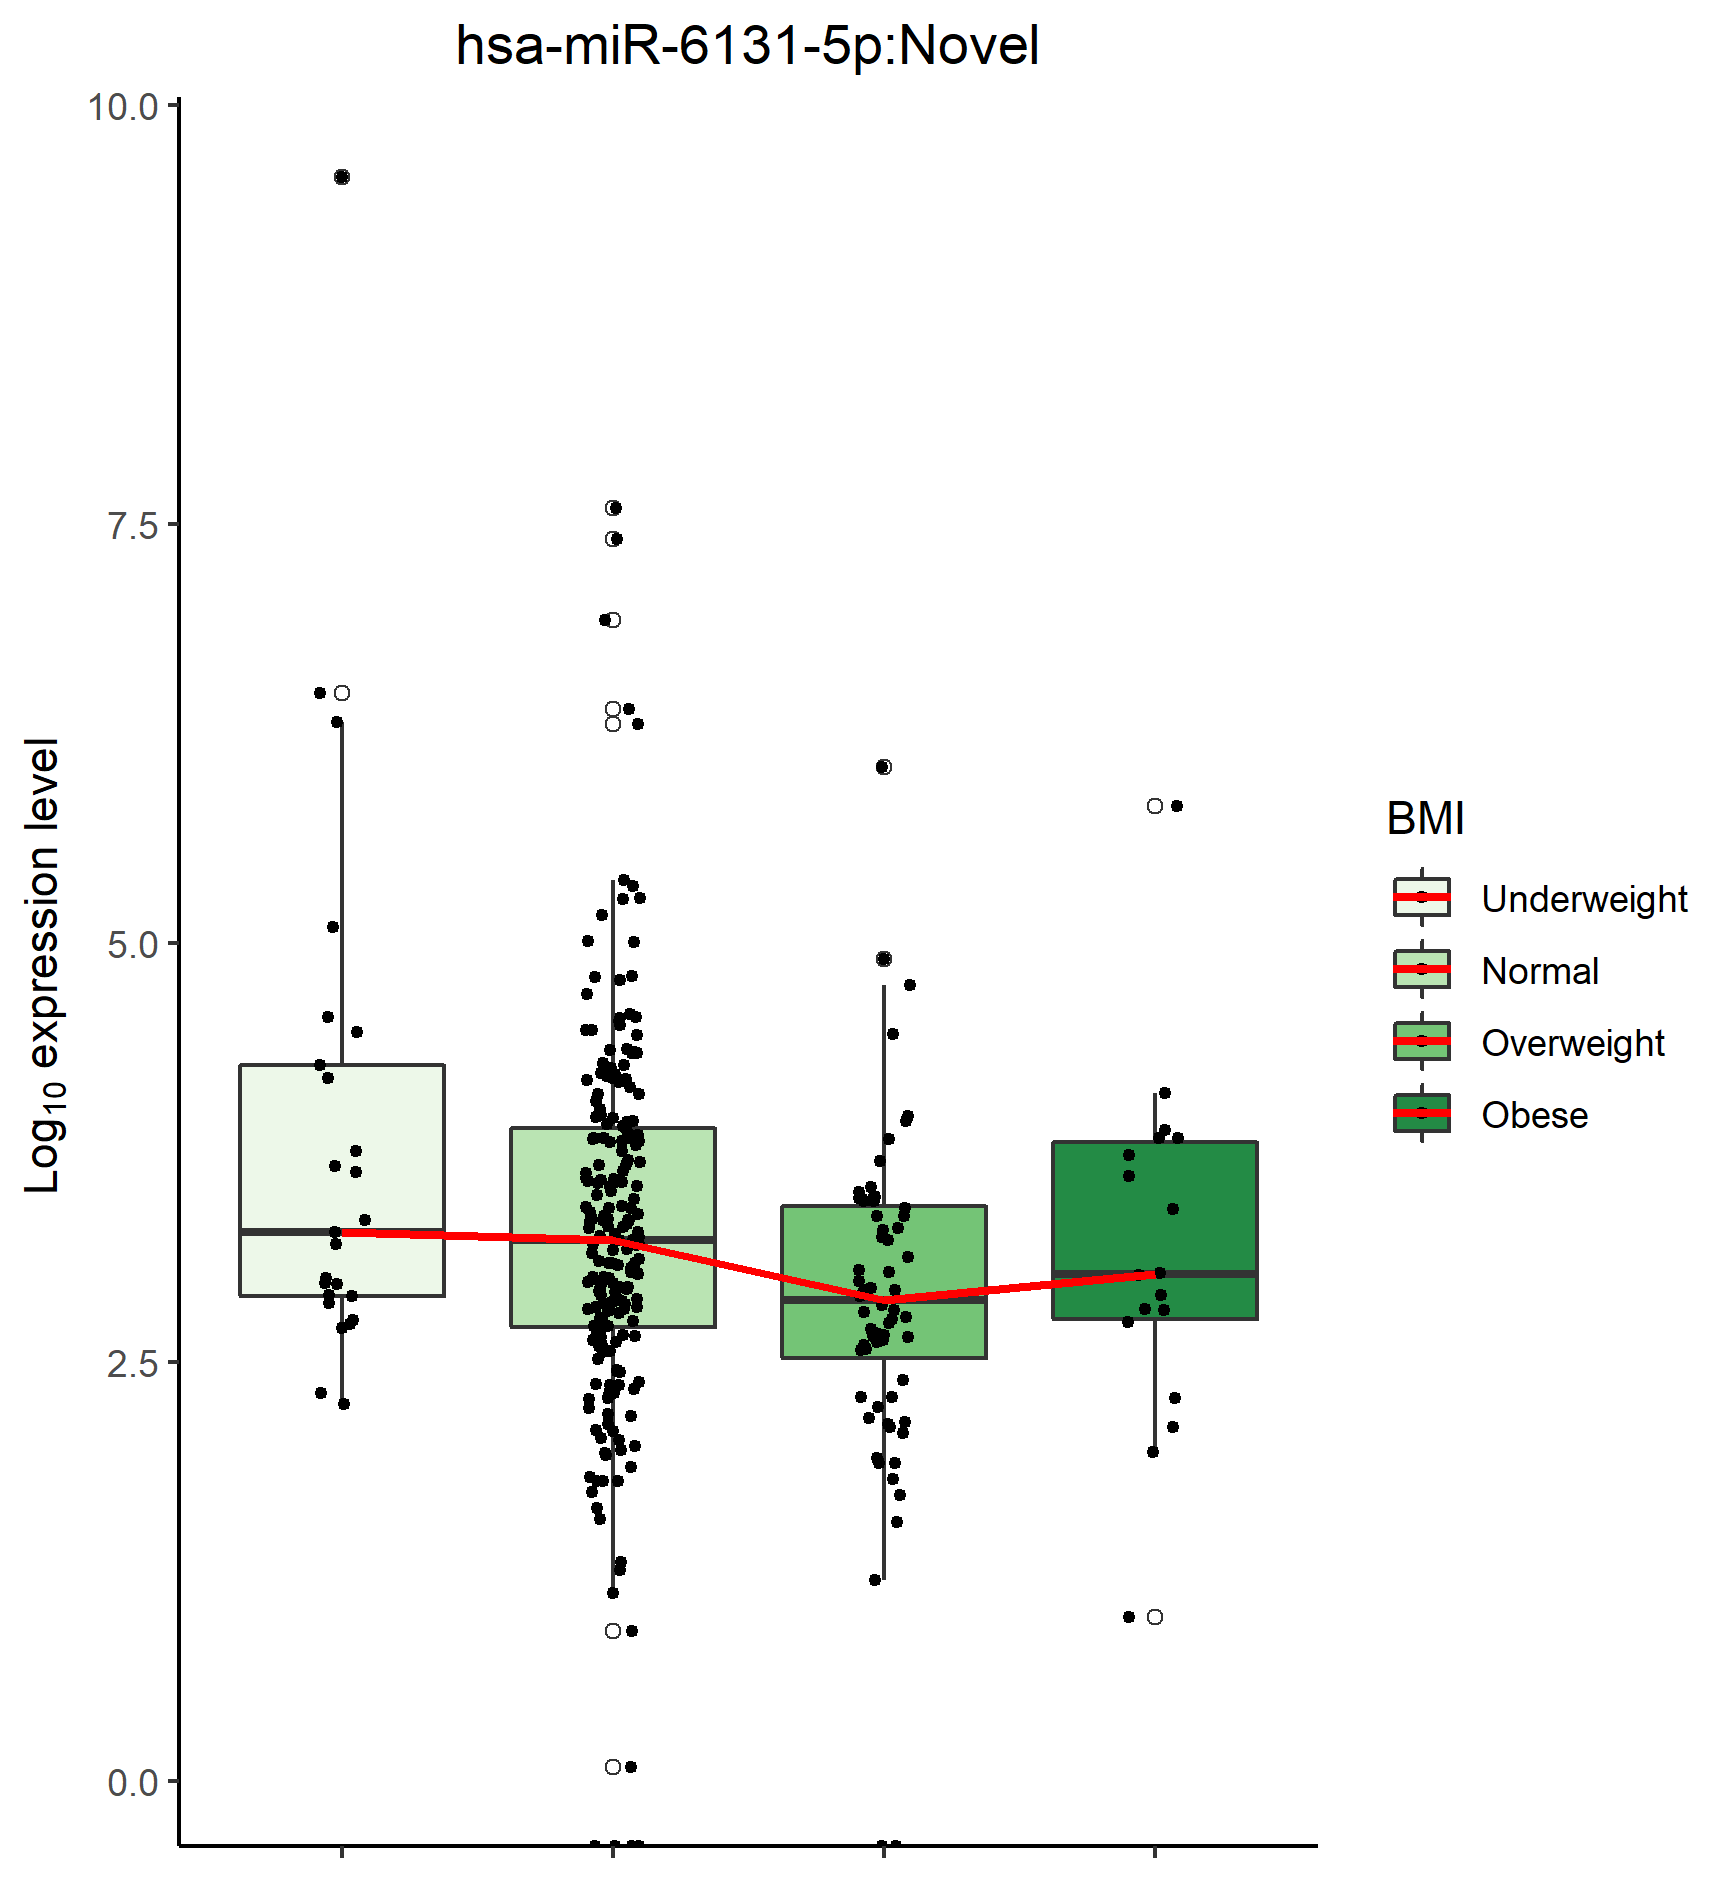 hsa-miR-6131-5p:Novel
10.0
7.5
5.0
2.5
0.0
Log₁₀ expression level
BMI
Underweight
Normal
Overweight
Obese